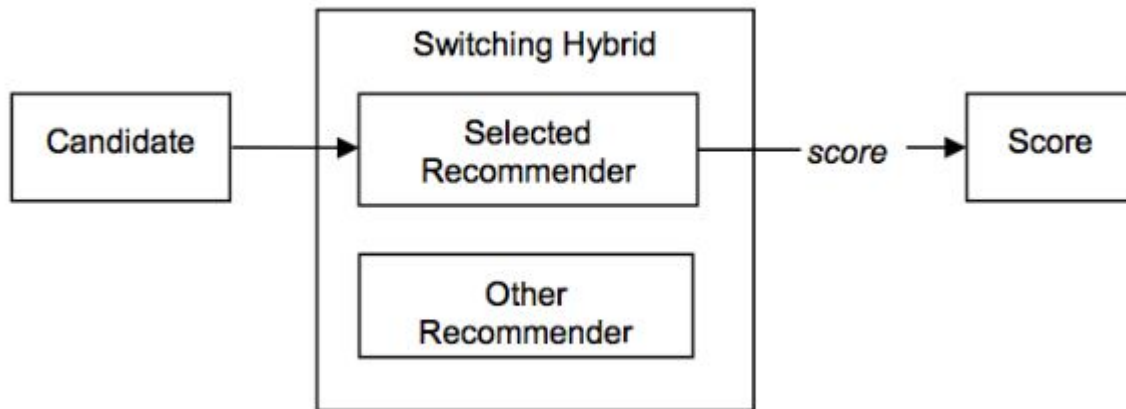 Switching Hybrid
Candidate
Selected
Recommender
score
Score
Other
Recommender